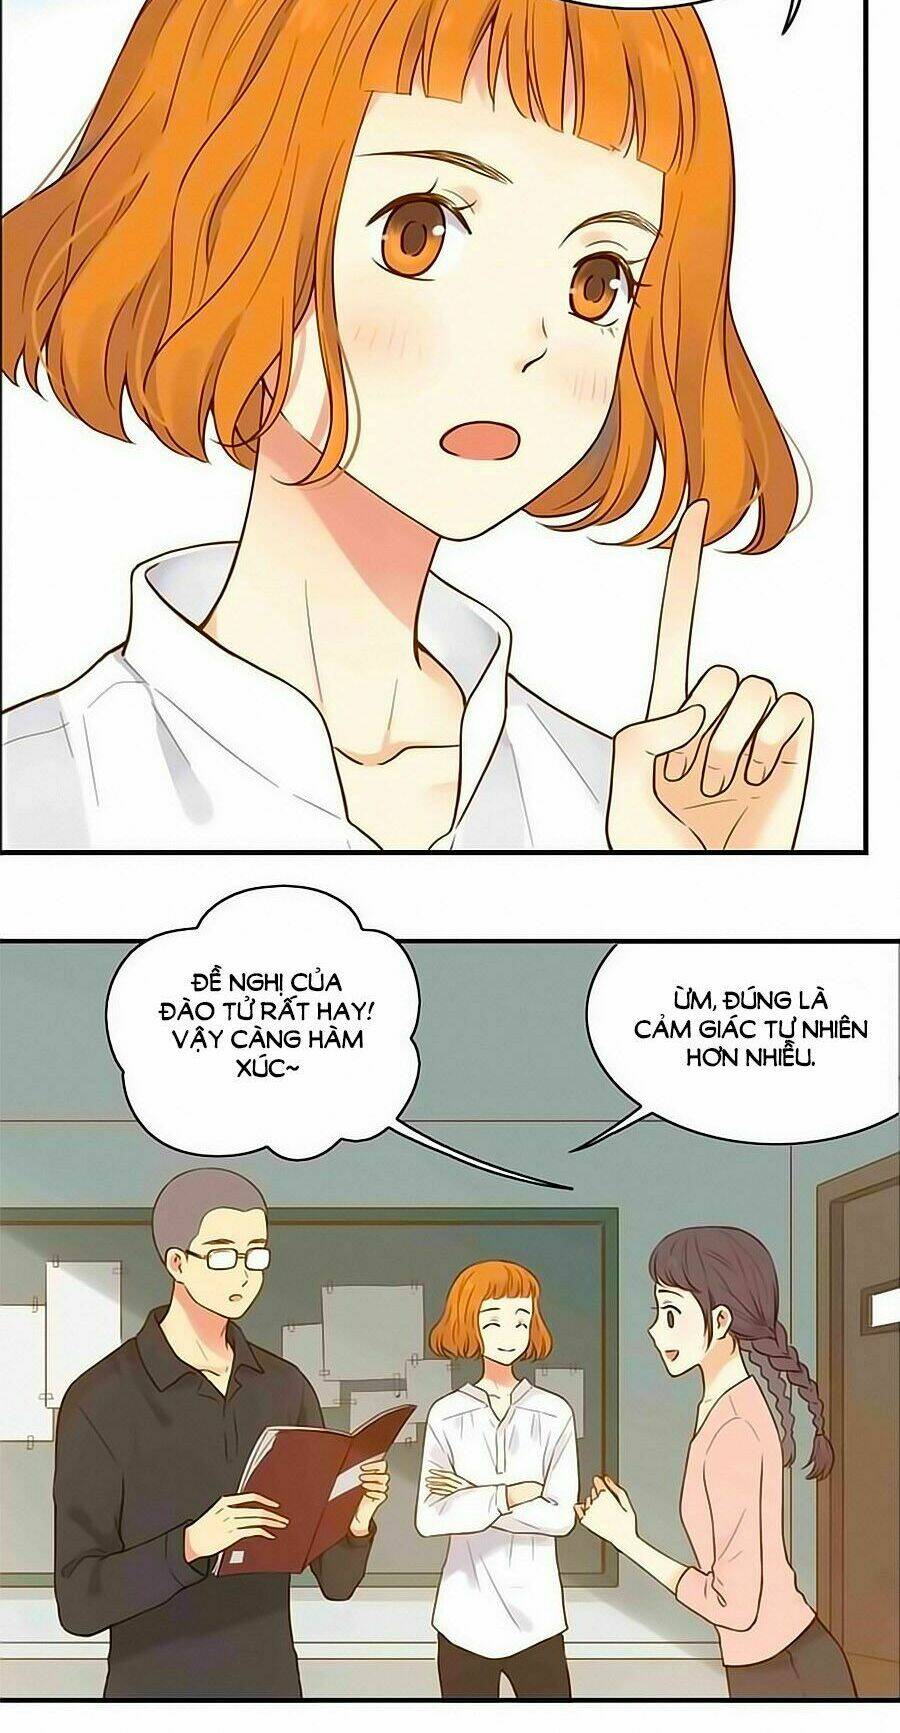 ĐỀ NGHỊ CỦA
ĐÀO TỬ RẤT HAY!
VẬY CÀNG HÀM
XÚC~
ỪM, ĐÚNG LÀ
CẢM GIÁC TỰ NHIÊN
HƠN NHIỀU.